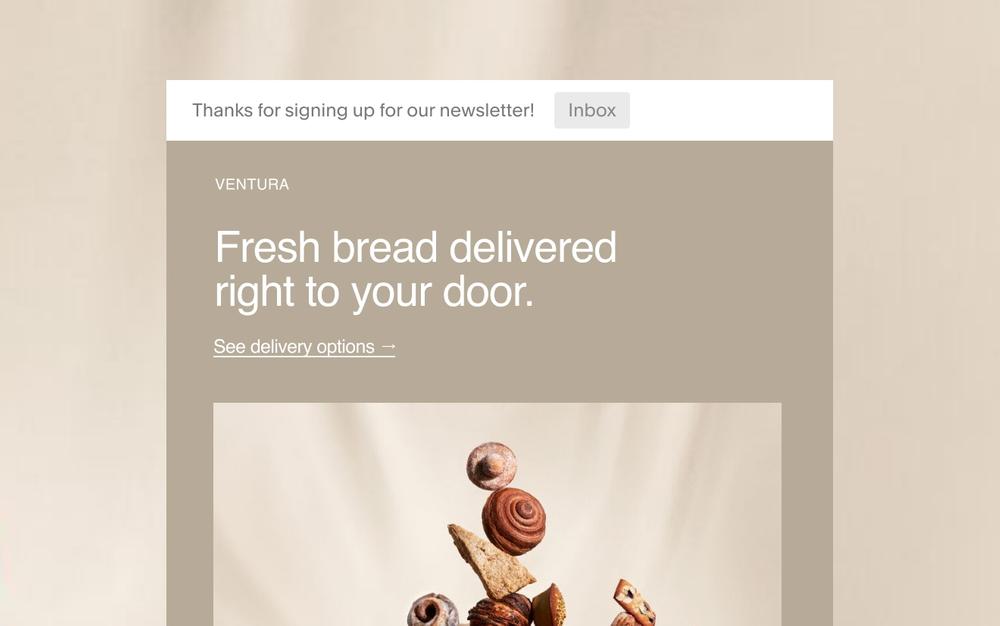 Thanks for signing up for our newsletter! Inbox
VENTURA
Fresh bread delivered
right to your door.
See delivery options →